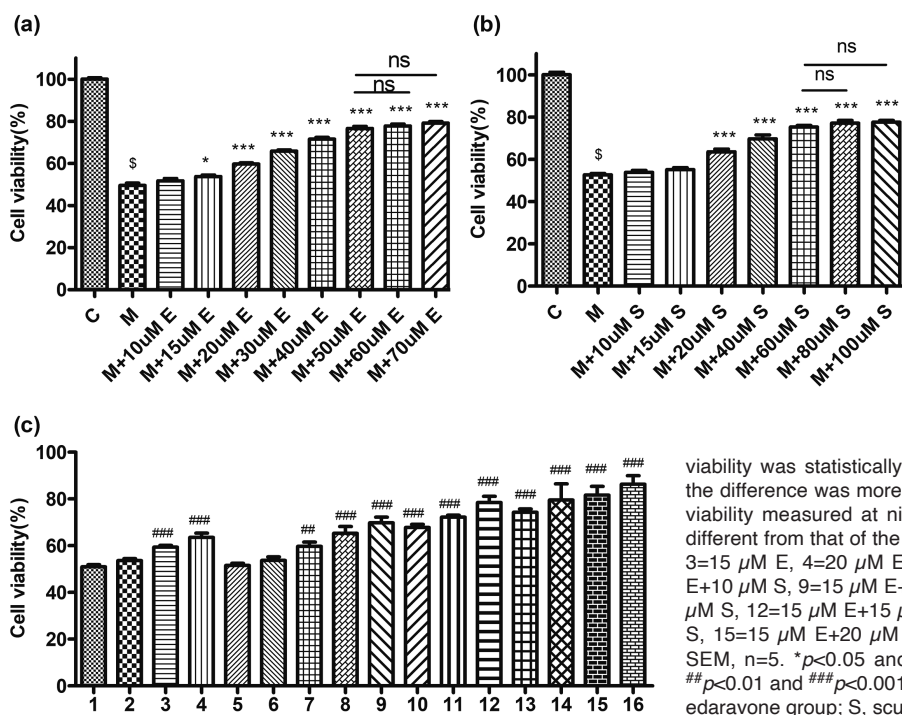 (a)
ns
ns
Cell viability(%)
100
80
60
40
20
0
$
*
***
***
***
***
***
***
C
M
M+10uM E
M+15uM E
M+20uM E
M+30uM E
M+40uM E
M+50uM E
M+60uM E
M+70uM E
(b)
ns
ns
Cell viability(%)
100
80
60
40
20
0
$
***
***
***
***
***
C
M
M+10uM S
M+15uM S
M+20uM S
M+40uM S
M+60uM S
M+80uM S
M+100uM S
(c)
Cell viability(%)
100
80
60
40
20
0
###
###
##
###
###
###
###
###
###
###
###
###
1 2 3 4 5 6 7 8 9 10 11 12 13 14 15 16
viability was statistically
the difference was more
viability measured at ni
different from that of the
3=15 µM E, 4=20 µM E
E+10 µM S, 9=15 µM E-
µM S, 12=15 µM E+15 µ
S, 15=15 µM E+20 µM
SEM, n=5. *p<0.05 and
##p<0.01 and ###p<0.001
edaravone group; S, scu